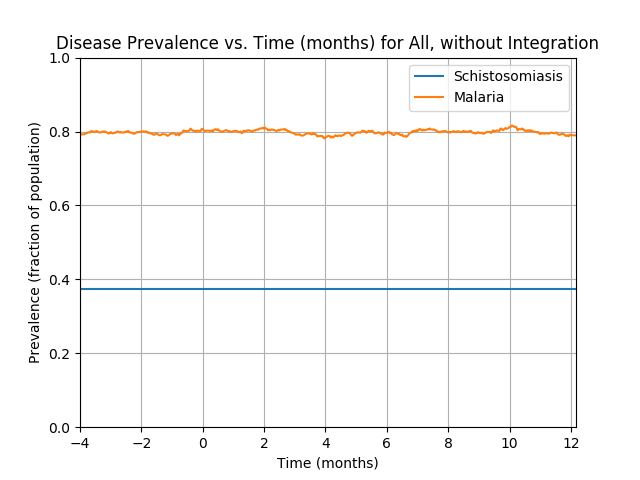 Disease Prevalence vs. Time (months) for All, without Integration
1.0
0.8
0.6
0.4
0.2
0.0
Prevalence (fraction of population)
Schistosomiasis
Malaria
−4 −2 0 2 4 6 8 10 12
Time (months)